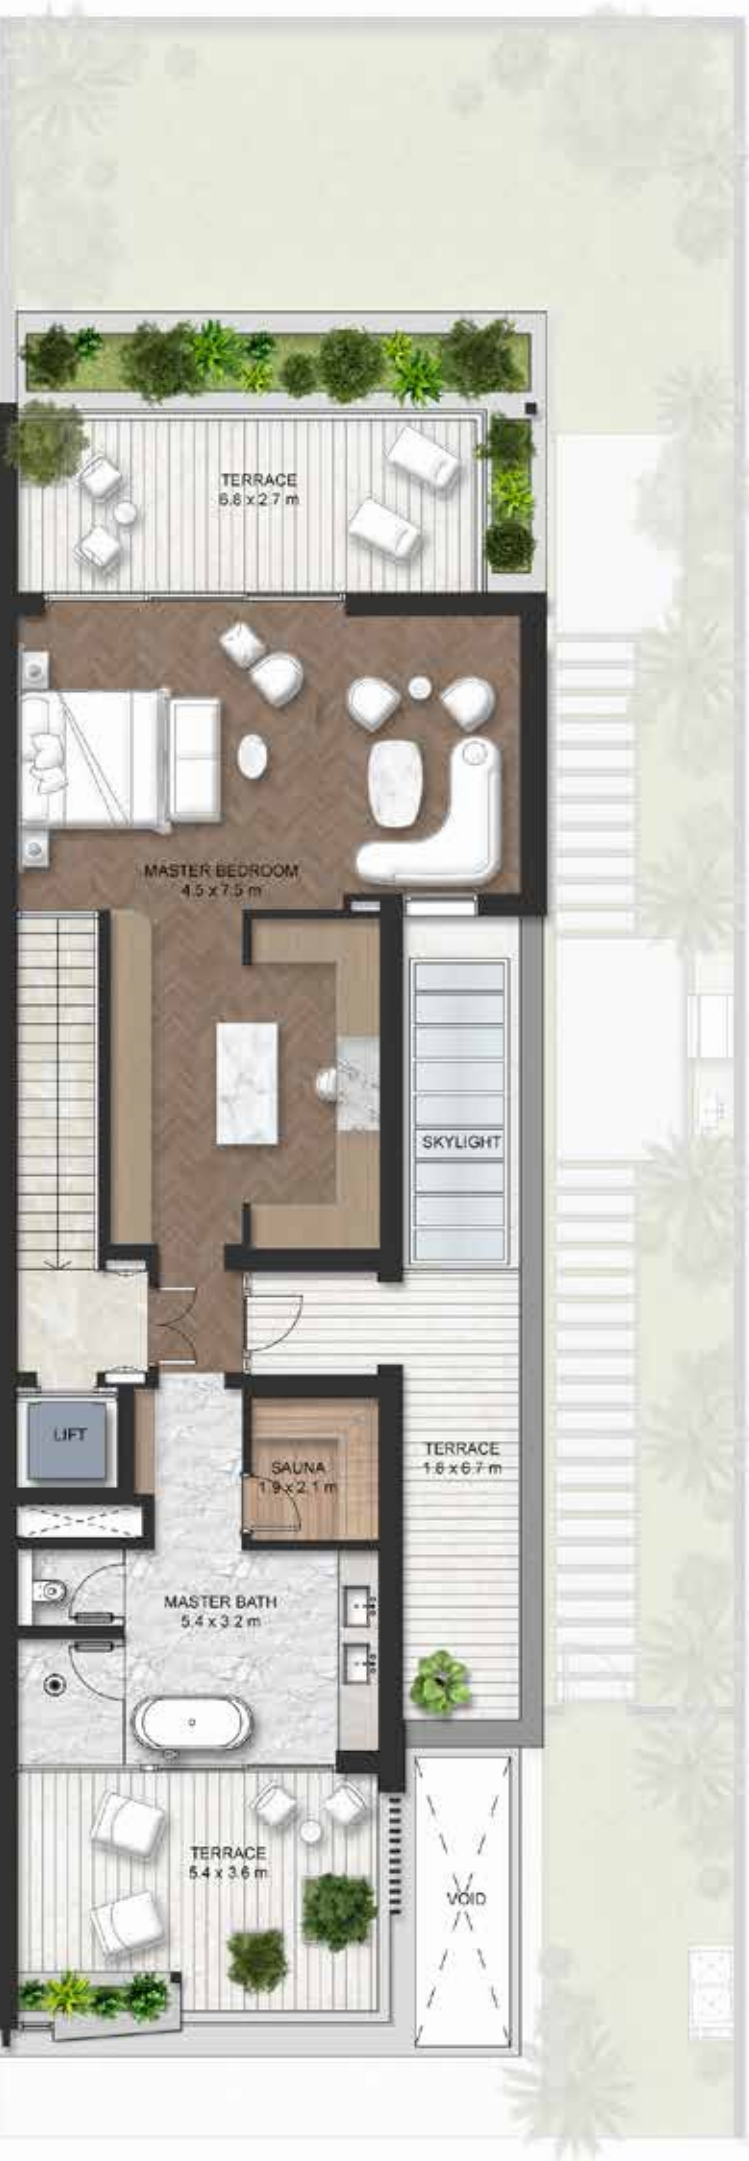 TERRACE
6.8 x 2.7 m
MASTER BEDROOM
4.5 x 7.5 m
SKYLIGHT
LIFT
SAUNA
1.9 x 2.1 m
TERRACE
1.8 x 6.7 m
MASTER BATH
5.4 x 3.2 m
TERRACE
5.4 x 3.6 m
VOID